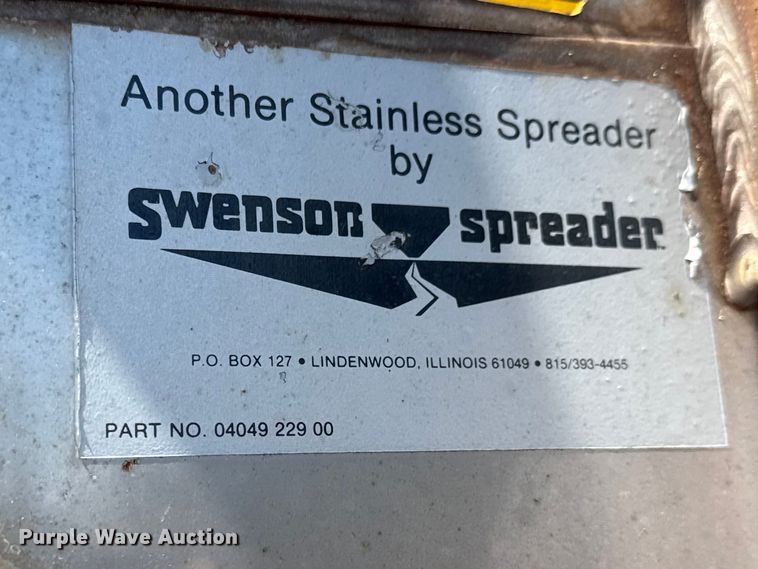 Another Stainless Spreader
by
Swenson spreader™
P.O. BOX 127 • LINDENWOOD, ILLINOIS 61049 • 815/393-4455
PART NO. 04049 229 00
Purple Wave Auction